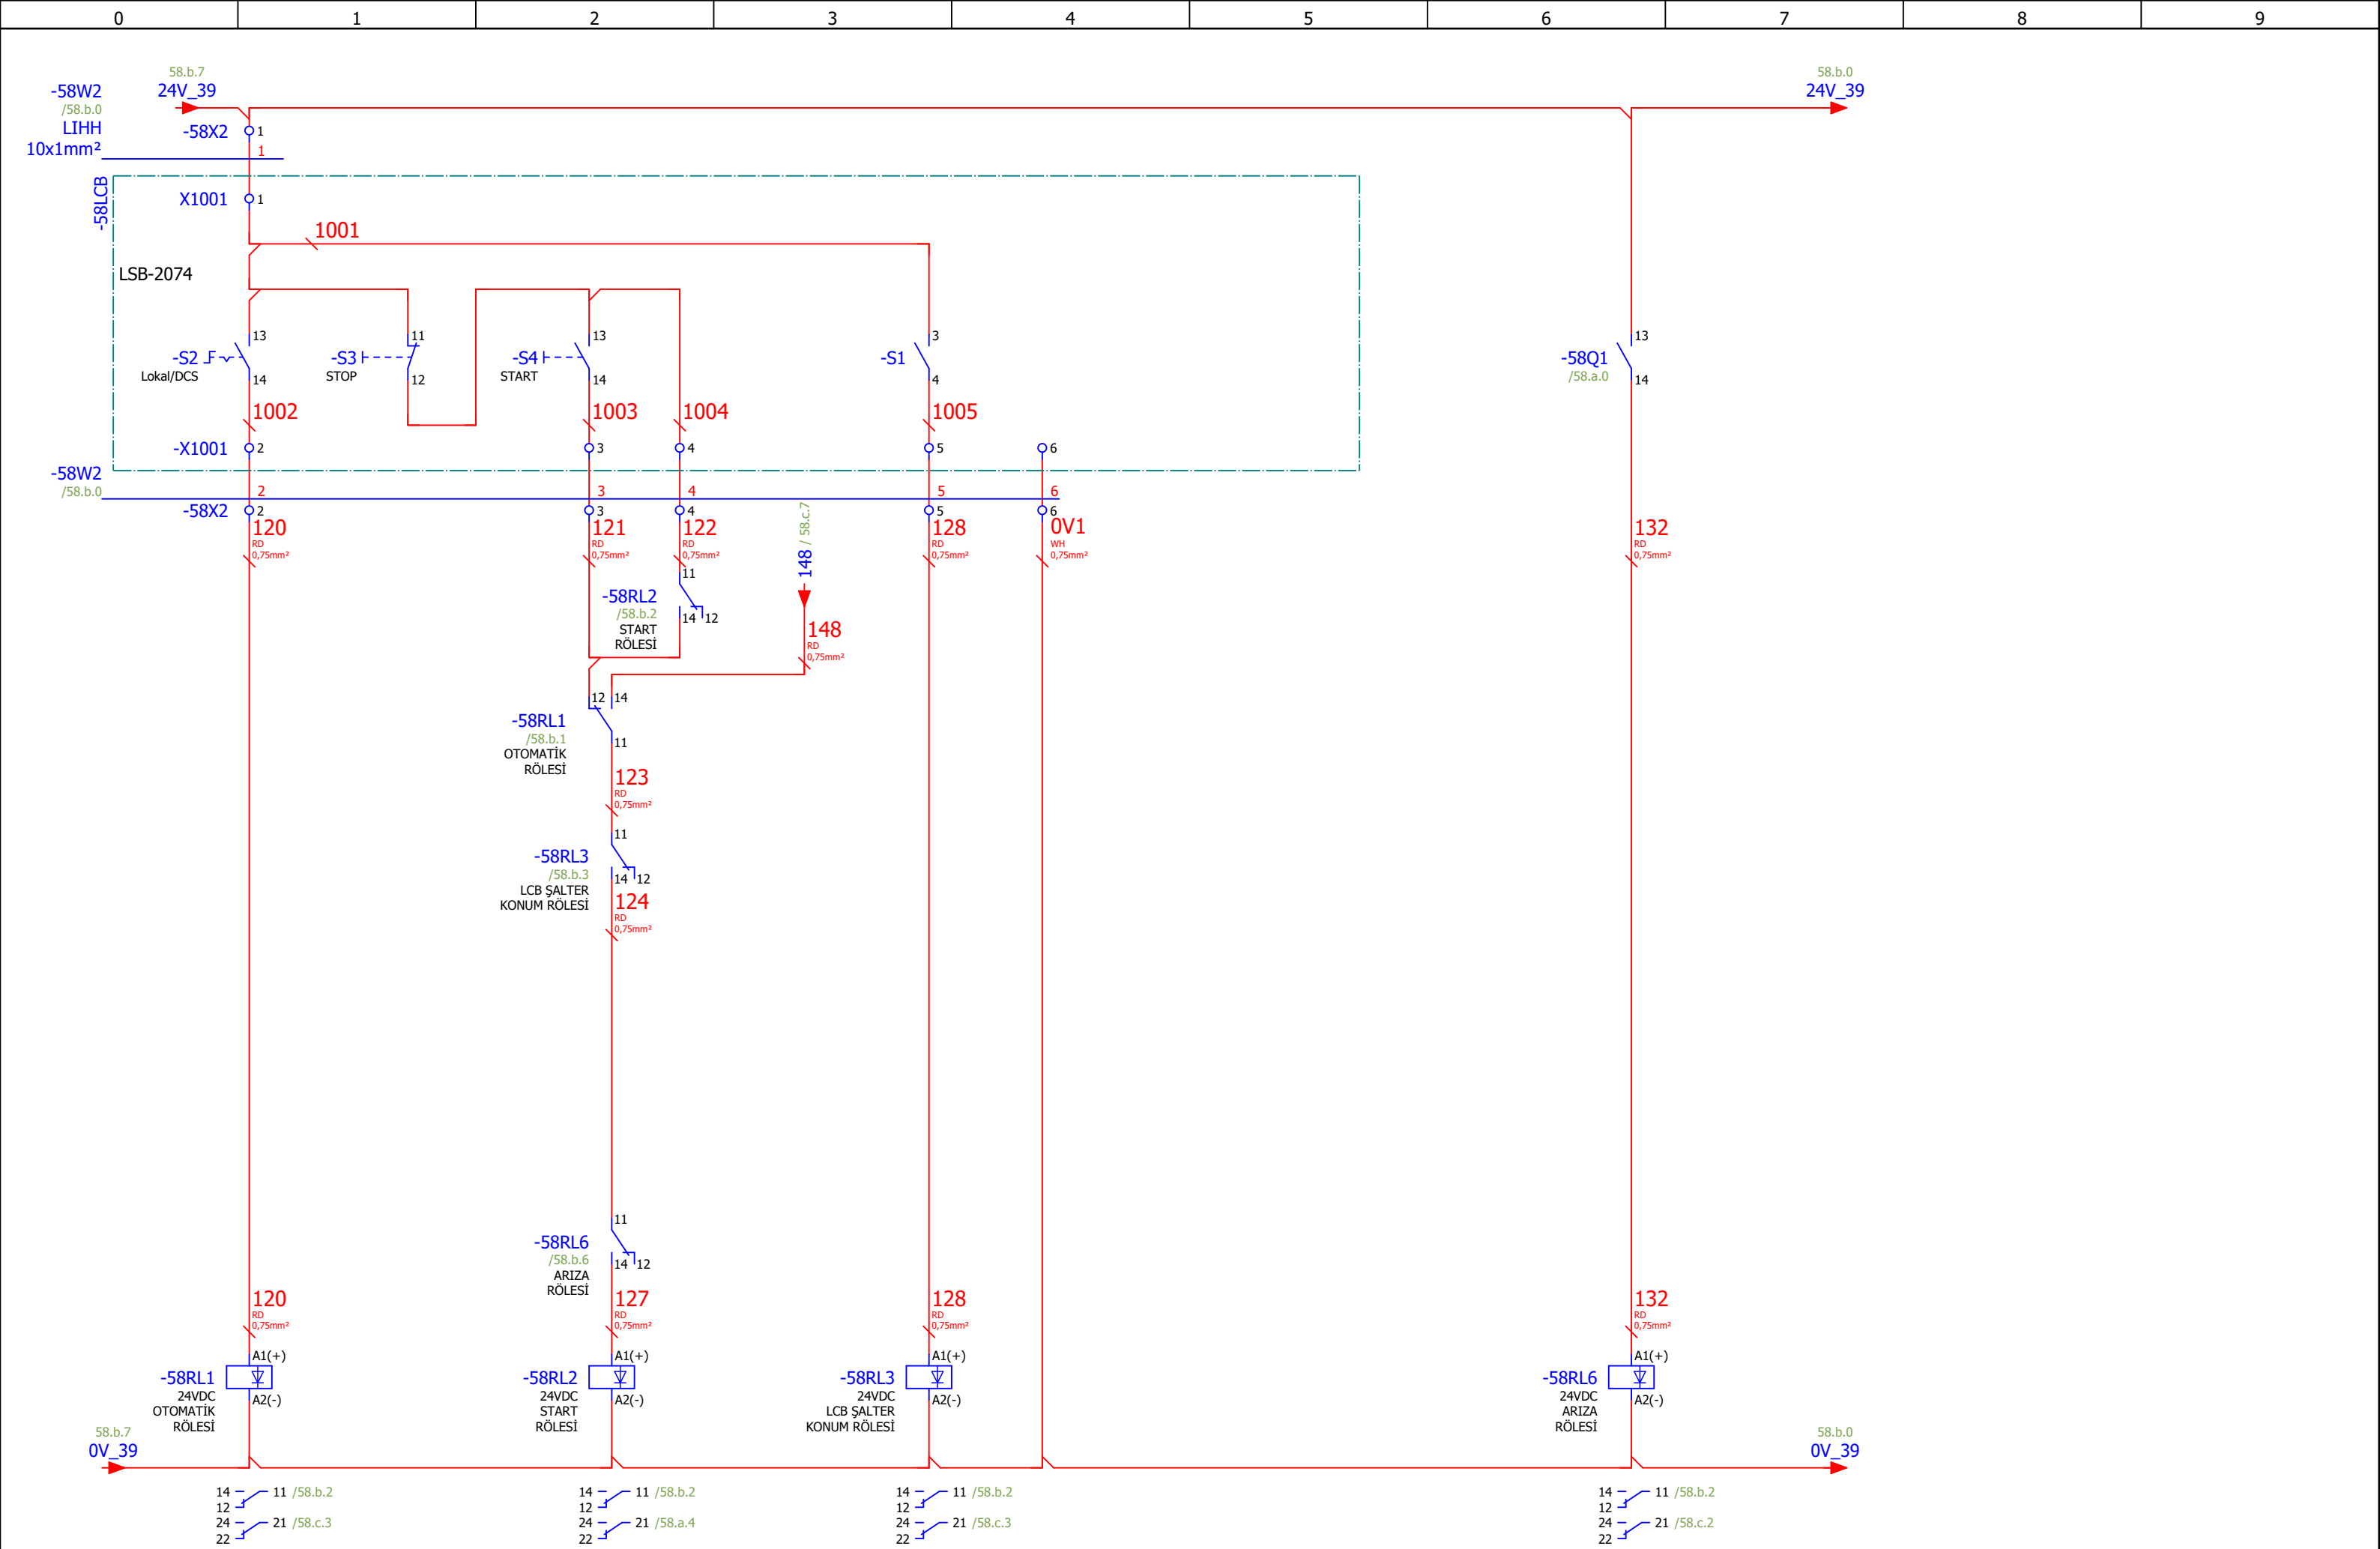 0 1 2 3 4 5 6 7 8 9
58.b.7
24V_39
58.b.0
24V_39
-58W2
/58.b.0
LIHH
10x1mm²
-58X2 1
1
-58LCB
X1001 1
1001
LSB-2074
-S2 13
Lokal/DCS 14
-S3 11
STOP 12
-S4 13
START 14
-S1 3
4
-58Q1 13
/58.a.0 14
1002 1003 1004 1005
-X1001 2 3 4 5 6
-58W2
/58.b.0 2 3 4 5 6
-58X2 2 3 4 5 6
120
RD
0,75mm²
121
RD
0,75mm²
122
RD
0,75mm²
148 / 58.c.7
128
RD
0,75mm²
0V1
WH
0,75mm²
132
RD
0,75mm²
11
-58RL2
/58.b.2 14 12
START
RÖLESİ
148
RD
0,75mm²
12 14
-58RL1
/58.b.1 11
OTOMATİK
RÖLESİ
123
RD
0,75mm²
11
-58RL3
/58.b.3 14 12
LCB ŞALTER
KONUM RÖLESİ
124
RD
0,75mm²
11
-58RL6
/58.b.6 14 12
ARIZA
RÖLESİ
120
RD
0,75mm²
127
RD
0,75mm²
128
RD
0,75mm²
132
RD
0,75mm²
A1(+)
-58RL1
24VDC A2(-)
OTOMATİK
RÖLESİ
A1(+)
-58RL2
24VDC A2(-)
START
RÖLESİ
A1(+)
-58RL3
24VDC A2(-)
LCB ŞALTER
KONUM RÖLESİ
A1(+)
-58RL6
24VDC A2(-)
ARIZA
RÖLESİ
58.b.7
0V_39
58.b.0
0V_39
14 11 /58.b.2
12
24 21 /58.c.3
22
14 11 /58.b.2
12
24 21 /58.a.4
22
14 11 /58.b.2
12
24 21 /58.c.3
22
14 11 /58.b.2
12
24 21 /58.c.2
22